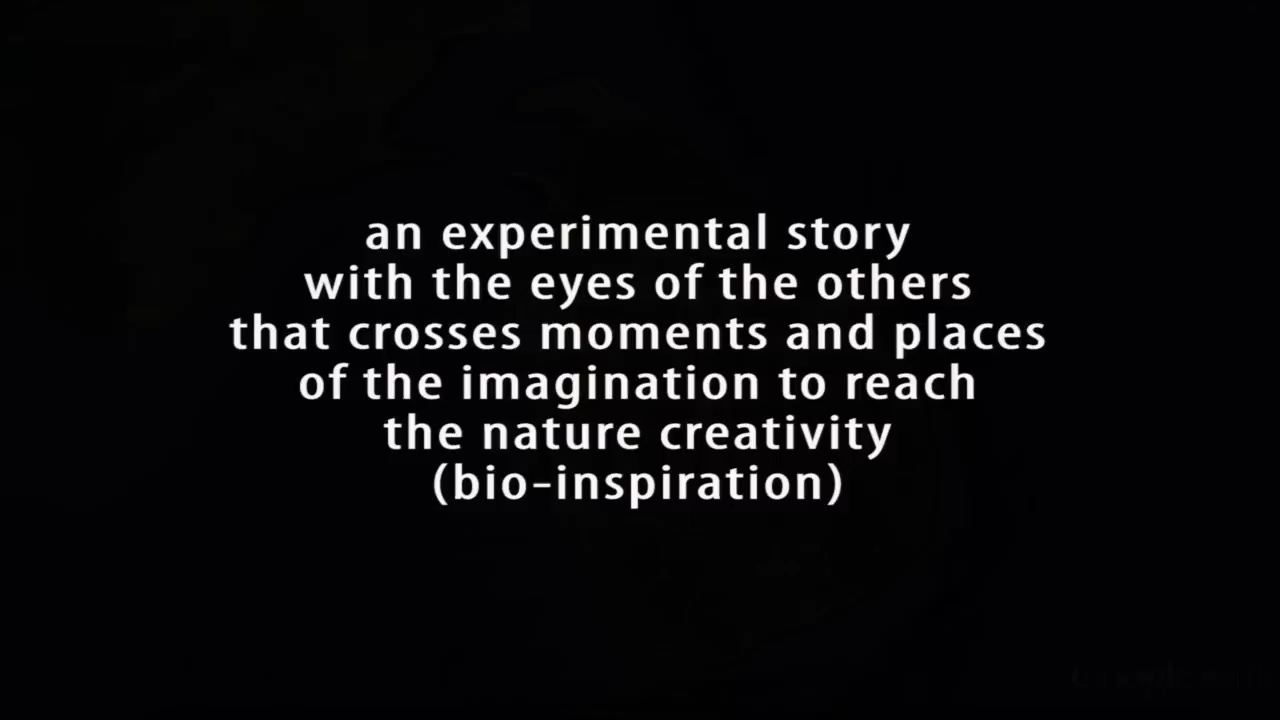 an experimental story
with the eyes of the others
that crosses moments and places
of the imagination to reach
the nature creativity
(bio-inspiration)